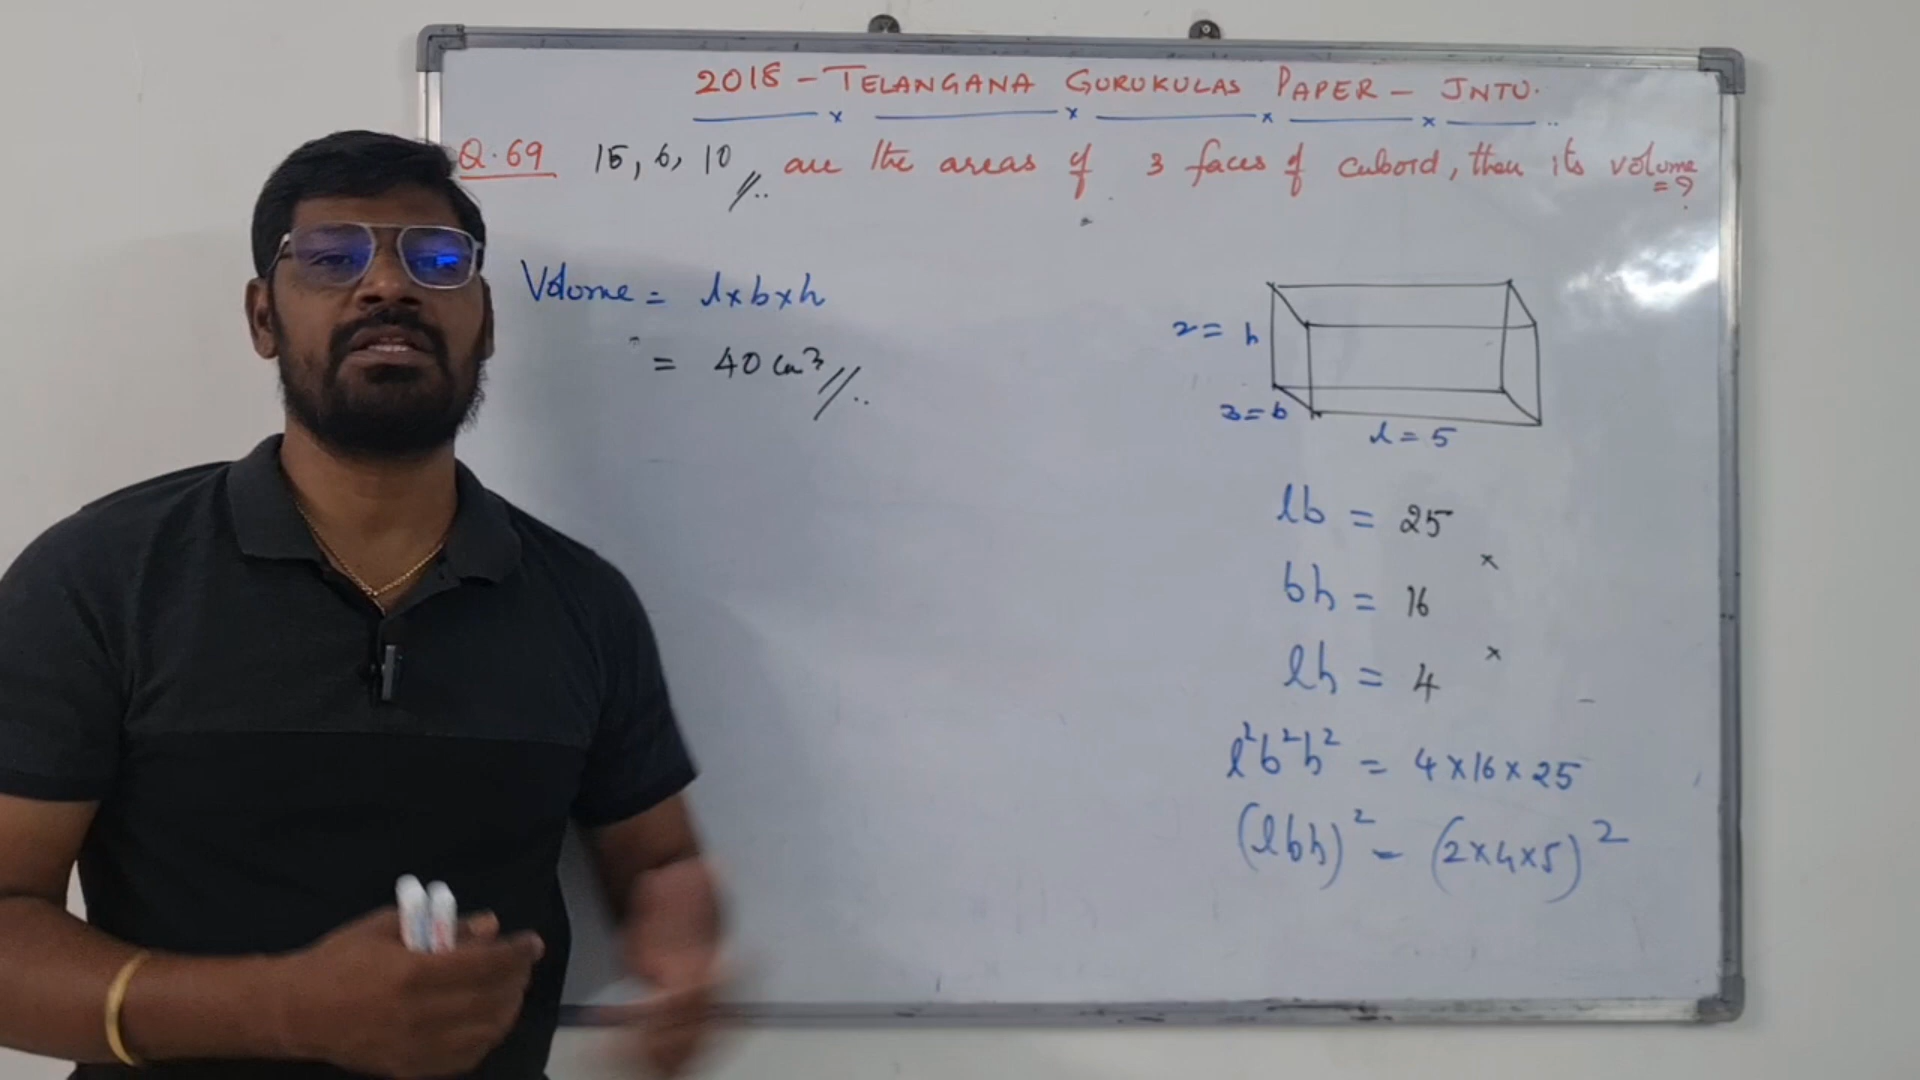 2018 - TELANGANA GURUKULAS PAPER - JNTU.
Q.69 15, 6, 10 are the areas of 3 faces of cuboid, then its volume = ?
Volume = l×b×h
= 40 cm³
2 = h
3 = b
l = 5
lb = 25
×
bh = 16
×
lh = 4
l²b²h² = 4×16×25
(lbh)² = (2×4×5)²